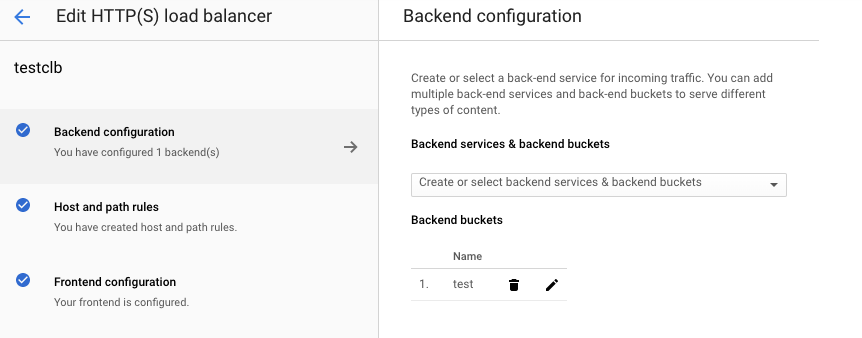 Edit HTTP(S) load balancer
testclb
Backend configuration
You have configured 1 backend(s)
Host and path rules
You have created host and path rules.
Frontend configuration
Your frontend is configured.
Backend configuration
Create or select a back-end service for incoming traffic. You can add
multiple back-end services and back-end buckets to serve different
types of content.
Backend services & backend buckets
Create or select backend services & backend buckets
Backend buckets
Name
1. test